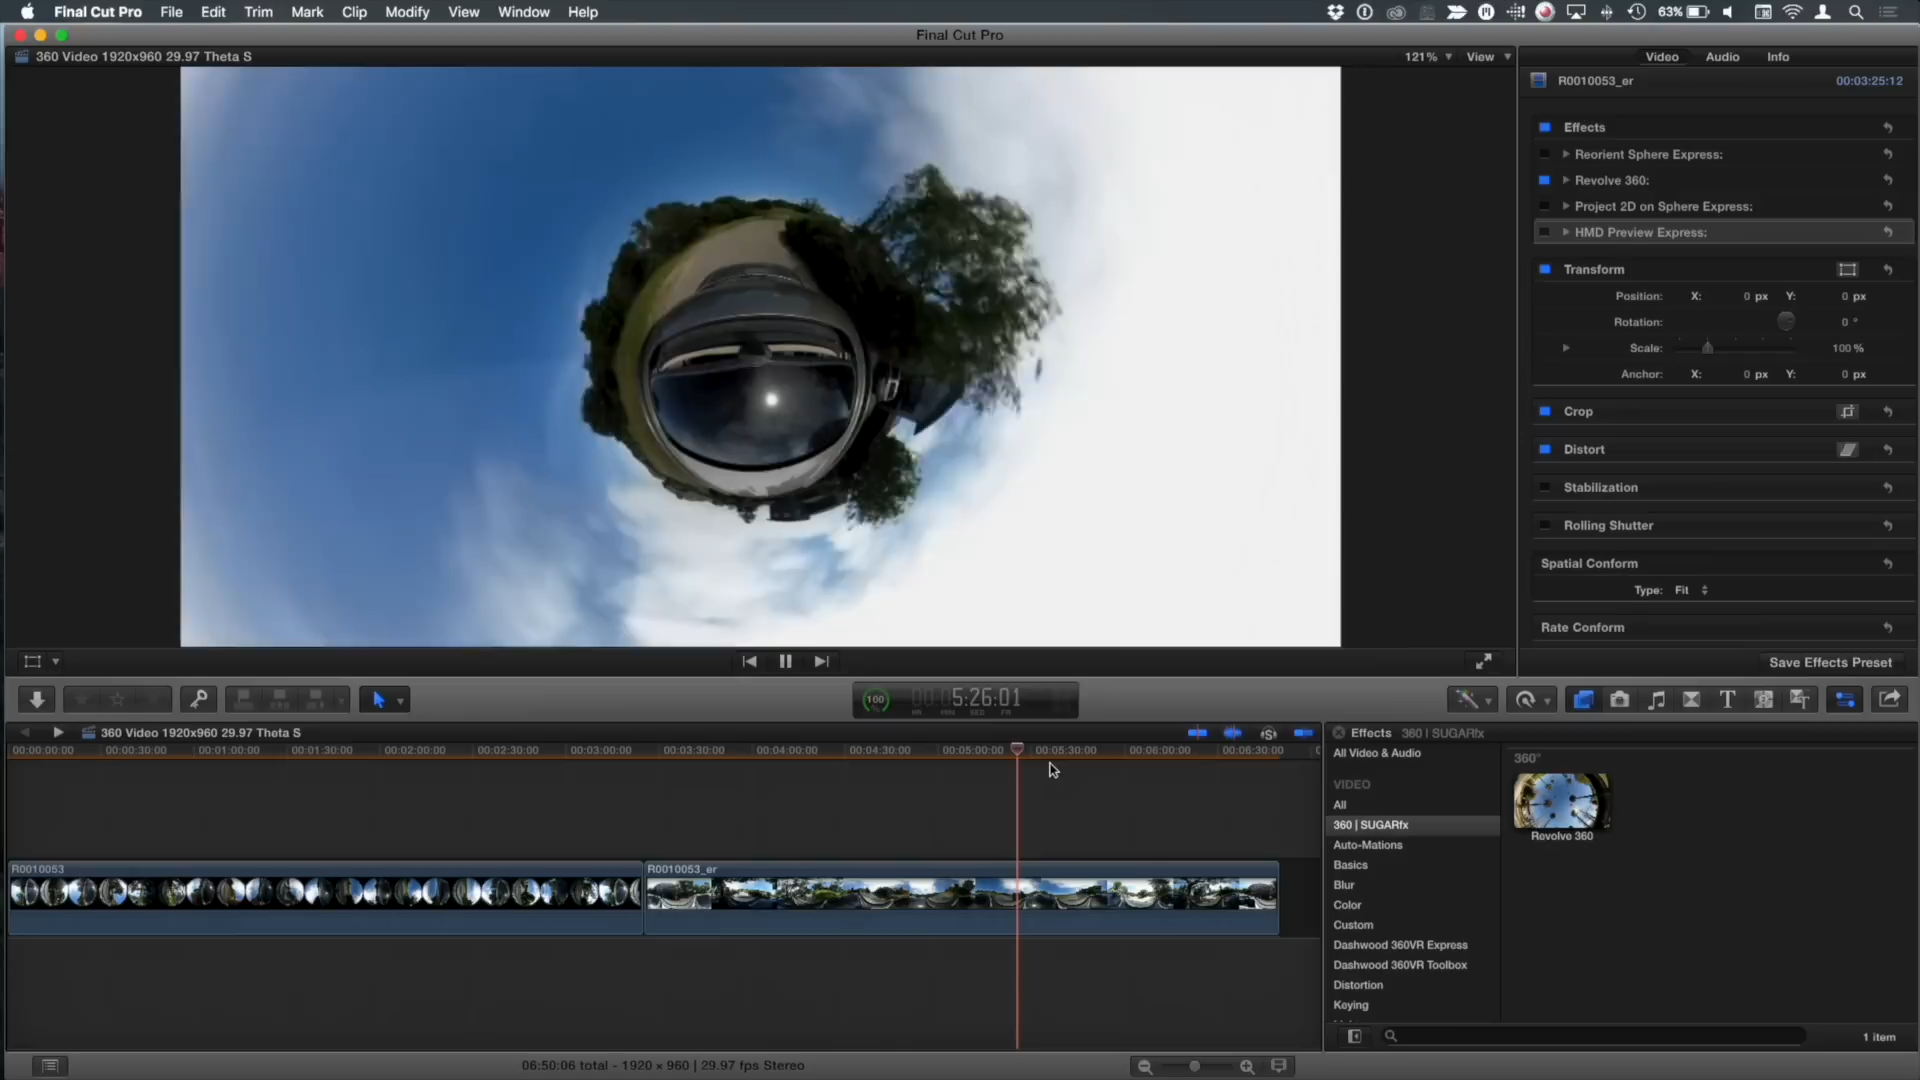 Final Cut Pro File Edit Trim Mark Clip Modify View Window Help 63%
Final Cut Pro
360 Video 1920x960 29.97 Theta S 121% View
Video Audio Info
R0010053_er 00:03:25:12
Effects
Reorient Sphere Express:
Revolve 360:
Project 2D on Sphere Express:
HMD Preview Express:
Transform
Position: X: 0 px Y: 0 px
Rotation: 0 °
Scale: 100 %
Anchor: X: 0 px Y: 0 px
Crop
Distort
Stabilization
Rolling Shutter
Spatial Conform
Type: Fit
Rate Conform
Save Effects Preset
100 00:0 5:26:01
HR MIN SEC FR
360 Video 1920x960 29.97 Theta S
00:00:00:00 00:00:30:00 00:01:00:00 00:01:30:00 00:02:00:00 00:02:30:00 00:03:00:00 00:03:30:00 00:04:00:00 00:04:30:00 00:05:00:00 00:05:30:00 00:06:00:00 00:06:30:00
R0010053 R0010053_er
Effects 360 | SUGARfx
All Video & Audio
VIDEO
All
360 | SUGARfx
Auto-Mations
Basics
Blur
Color
Custom
Dashwood 360VR Express
Dashwood 360VR Toolbox
Distortion
Keying
360°
Revolve 360
1 item
06:50:06 total - 1920 x 960 | 29.97 fps Stereo